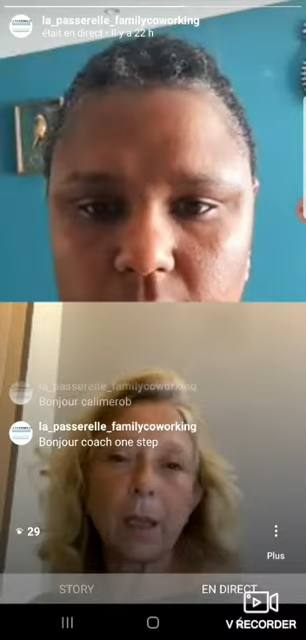 la_passerelle_familycoworking
était en direct · Il y a 22 h
la_passerelle_familycoworking
Bonjour calimerob
la_passerelle_familycoworking
Bonjour coach one step
29
Plus
STORY
EN DIRECT
V RECORDER